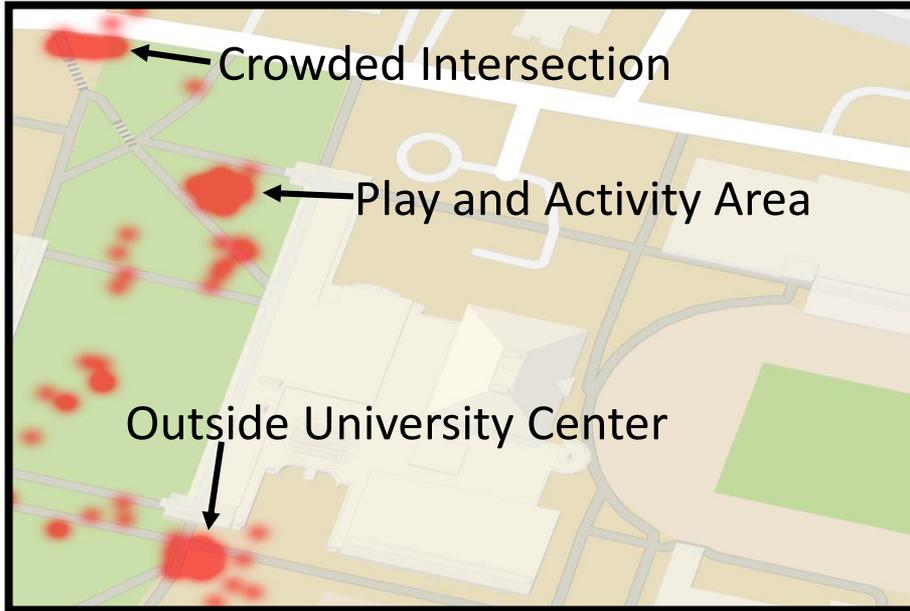 Crowded Intersection
Play and Activity Area
Outside University Center